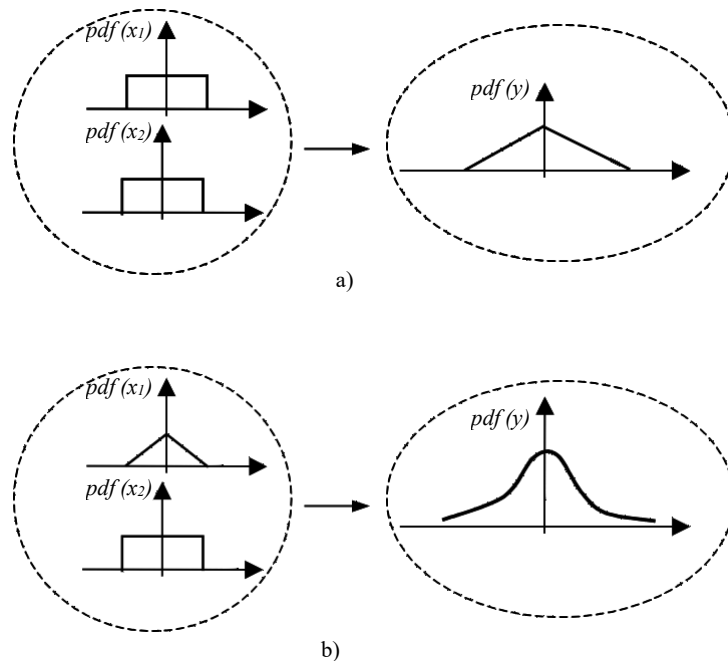 pdf (x1)
pdf (y)
pdf (x2)
a)
pdf (x1)
pdf (y)
pdf (x2)
b)